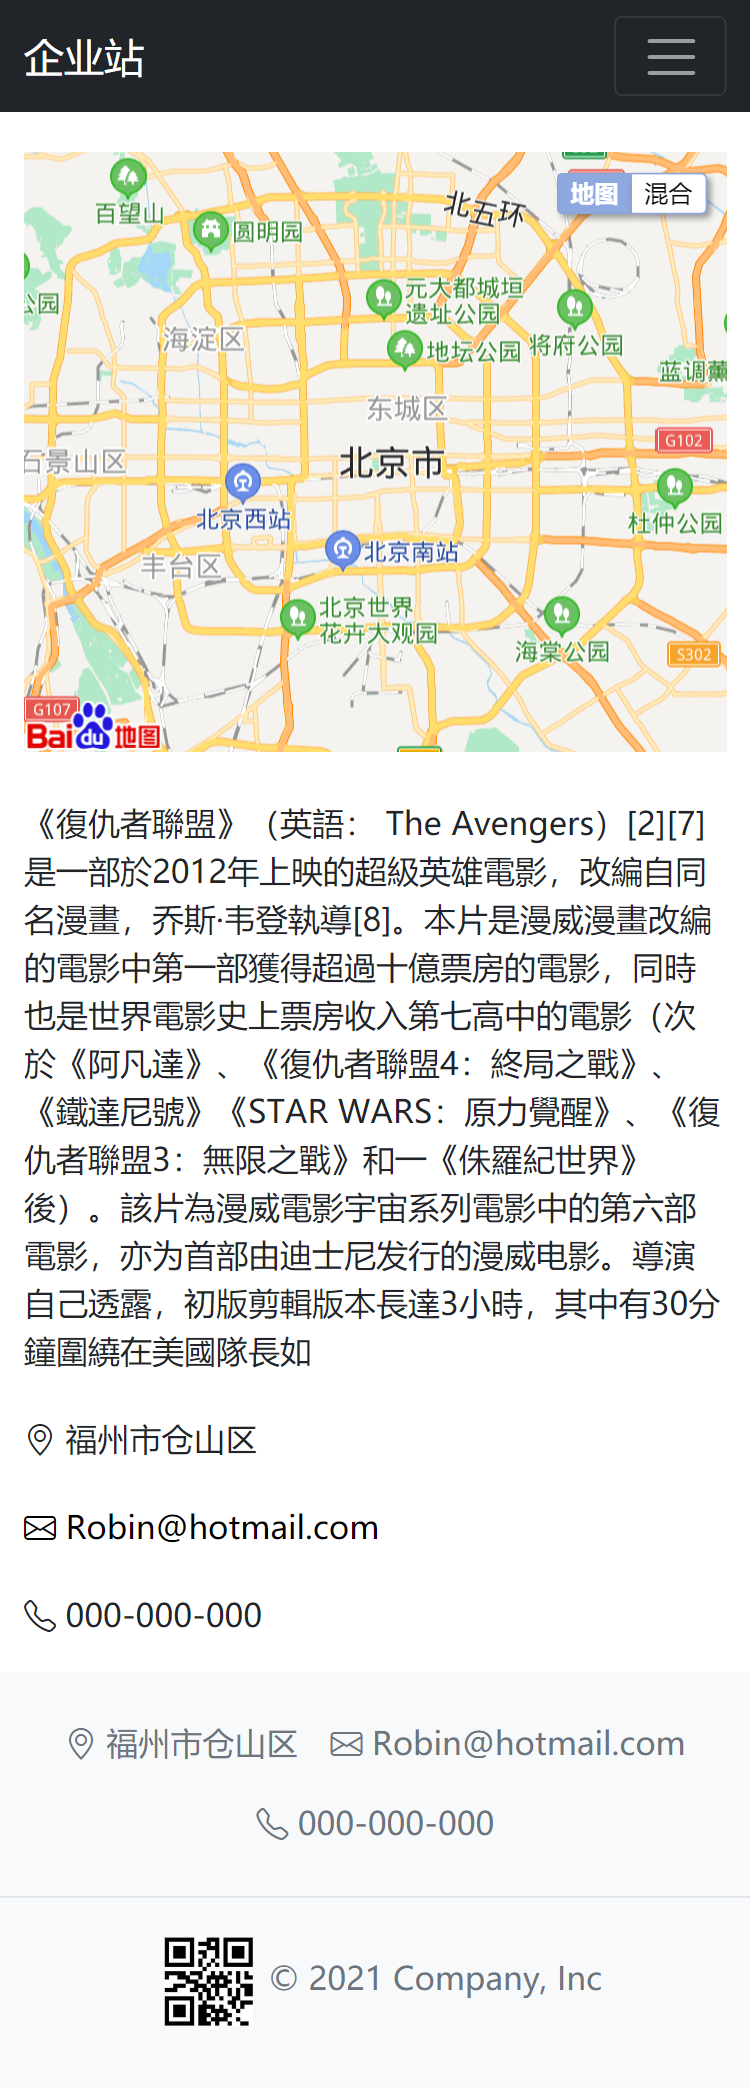 企业站
地图 混合
百望山
北五环
圆明园
公园
元大都城垣
遗址公园
将府公园
海淀区
地坛公园
蓝调薰
东城区
G102
石景山区
北京市
北京西站
杜仲公园
丰台区
北京南站
北京世界
花卉大观园
海棠公园
S302
G107
Bai du 地图
《復仇者聯盟》（英語： The Avengers）[2][7]
是一部於2012年上映的超級英雄電影，改編自同
名漫畫，乔斯·韦登執導[8]。本片是漫威漫畫改編
的電影中第一部獲得超過十億票房的電影，同時
也是世界電影史上票房收入第七高中的電影（次
於《阿凡達》、《復仇者聯盟4：終局之戰》、
《鐵達尼號》《STAR WARS：原力覺醒》、《復
仇者聯盟3：無限之戰》和一《侏羅紀世界》
後）。該片為漫威電影宇宙系列電影中的第六部
電影，亦为首部由迪士尼发行的漫威电影。導演
自己透露，初版剪輯版本長達3小時，其中有30分
鐘圍繞在美國隊長如
福州市仓山区
Robin@hotmail.com
000-000-000
福州市仓山区 Robin@hotmail.com
000-000-000
© 2021 Company, Inc